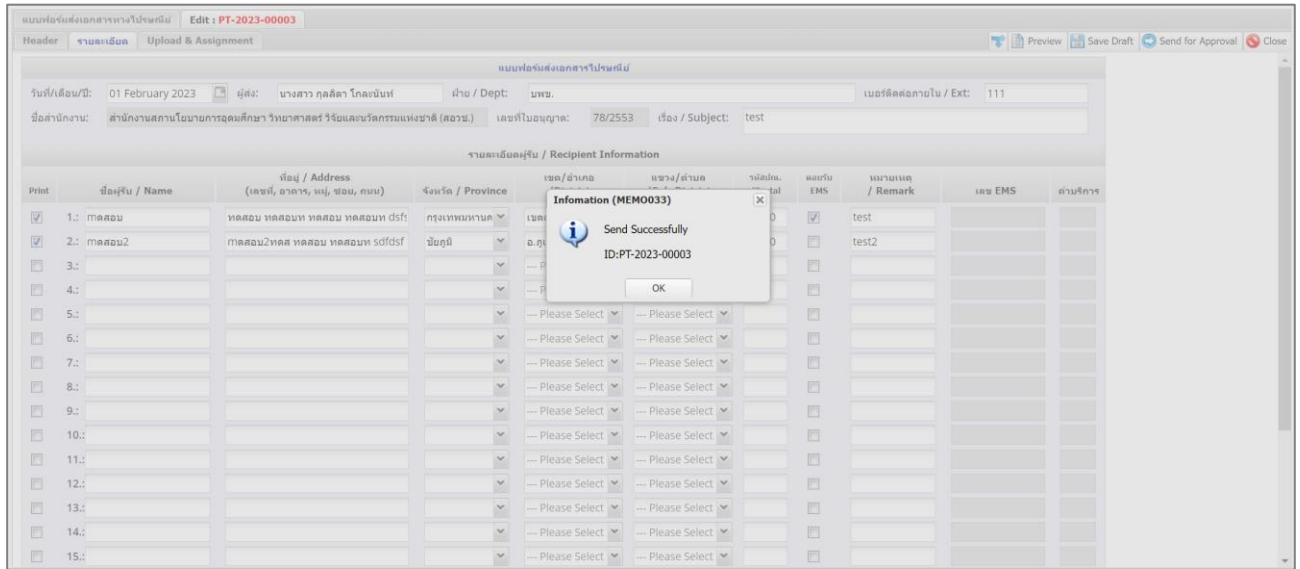 แบบฟอร์มส่งเอกสารทางไปรษณีย์ Edit : PT-2023-00003
Header รายละเอียด Upload & Assignment Preview Save Draft Send for Approval Close
แบบฟอร์มส่งเอกสารไปรษณีย์
วันที่/เดือน/ปี: 01 February 2023 ผู้ส่ง: นางสาว กุลลิตา โกละนันท์ ฝ่าย / Dept: บพข. เบอร์ติดต่อภายใน / Ext: 111
ชื่อสำนักงาน: สำนักงานสภานโยบายการอุดมศึกษา วิทยาศาสตร์ วิจัยและนวัตกรรมแห่งชาติ (สอวช.) เลขที่ใบอนุญาต: 78/2553 เรื่อง / Subject: test
รายละเอียดผู้รับ / Recipient Information
Print ชื่อผู้รับ / Name ที่อยู่ / Address จังหวัด / Province เขต/อำเภอ แขวง/ตำบล รหัสปณ. ตอบรับ หมายเหตุ เลข EMS ค่าบริการ
(เลขที่, อาคาร, หมู่, ซอย, ถนน) EMS / Remark
Infomation (MEMO033)
1.: ทดสอบ ทดสอบ ทดสอบท ทดสอบ ทดสอบท dsfs กรุงเทพมหานค test
Send Successfully
2.: ทดสอบ2 ทดสอบ2ทดส ทดสอบ ทดสอบท sdfdsf ชัยภูมิ test2
ID:PT-2023-00003
3.:
4.: OK
5.: --- Please Select --- Please Select
6.: --- Please Select --- Please Select
7.: --- Please Select --- Please Select
8.: --- Please Select --- Please Select
9.: --- Please Select --- Please Select
10.: --- Please Select --- Please Select
11.: --- Please Select --- Please Select
12.: --- Please Select --- Please Select
13.: --- Please Select --- Please Select
14.: --- Please Select --- Please Select
15.: --- Please Select --- Please Select